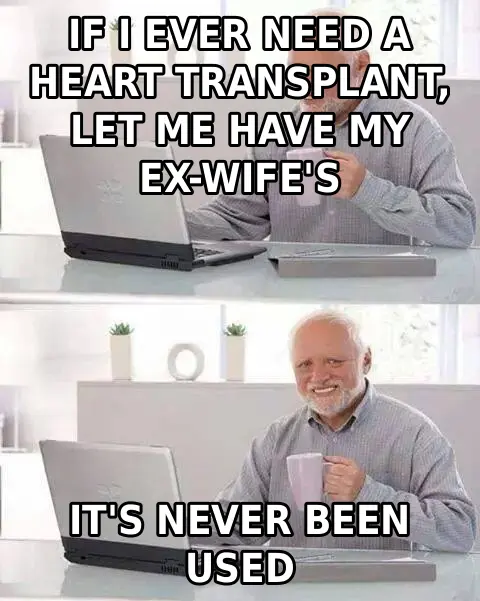 IF I EVER NEED A
HEART TRANSPLANT,
LET ME HAVE MY
EX-WIFE'S
IT'S NEVER BEEN
USED